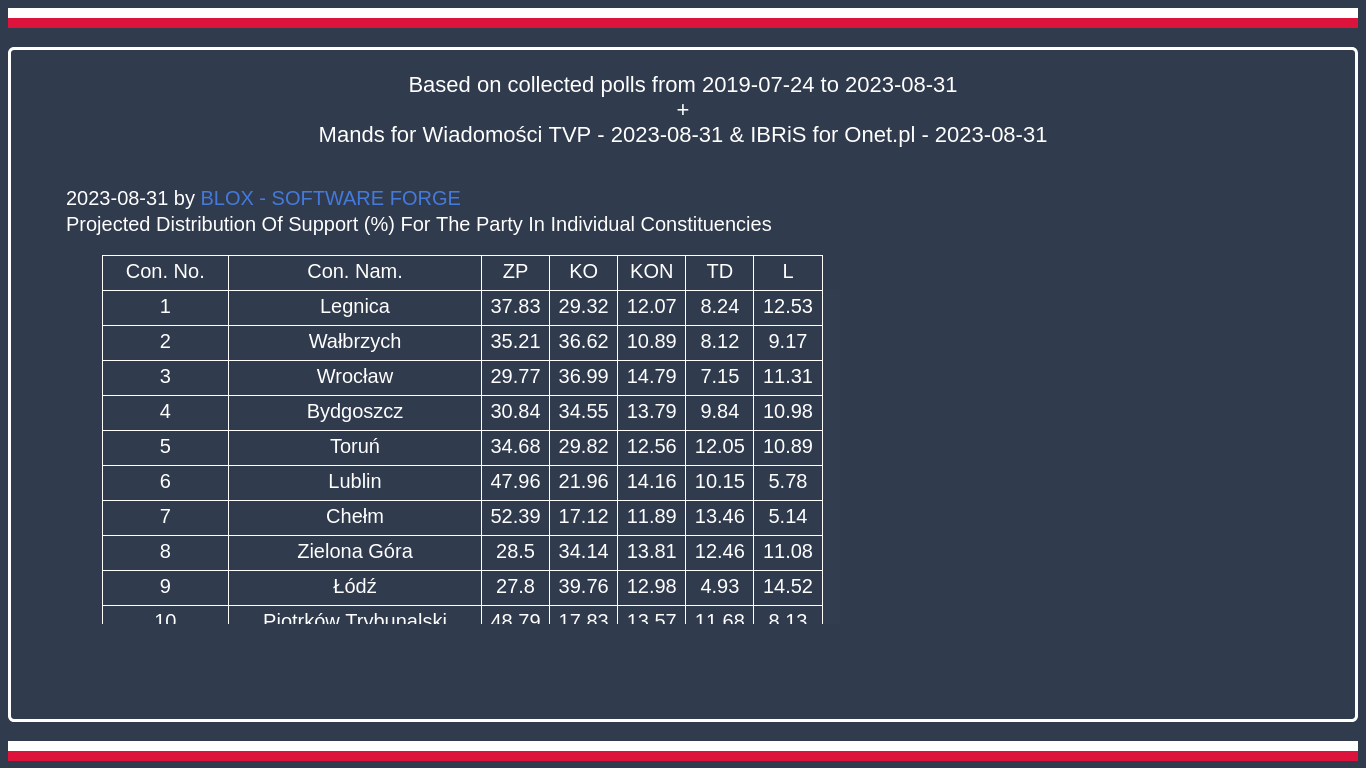 Based on collected polls from 2019-07-24 to 2023-08-31
+
Mands for Wiadomości TVP - 2023-08-31 & IBRiS for Onet.pl - 2023-08-31
2023-08-31 by BLOX - SOFTWARE FORGE
Projected Distribution Of Support (%) For The Party In Individual Constituencies
Con. No. Con. Nam. ZP KO KON TD L
1 Legnica 37.83 29.32 12.07 8.24 12.53
2 Wałbrzych 35.21 36.62 10.89 8.12 9.17
3 Wrocław 29.77 36.99 14.79 7.15 11.31
4 Bydgoszcz 30.84 34.55 13.79 9.84 10.98
5 Toruń 34.68 29.82 12.56 12.05 10.89
6 Lublin 47.96 21.96 14.16 10.15 5.78
7 Chełm 52.39 17.12 11.89 13.46 5.14
8 Zielona Góra 28.5 34.14 13.81 12.46 11.08
9 Łódź 27.8 39.76 12.98 4.93 14.52
10 Piotrków Trybunalski 48.79 17.83 13.57 11.68 8.13